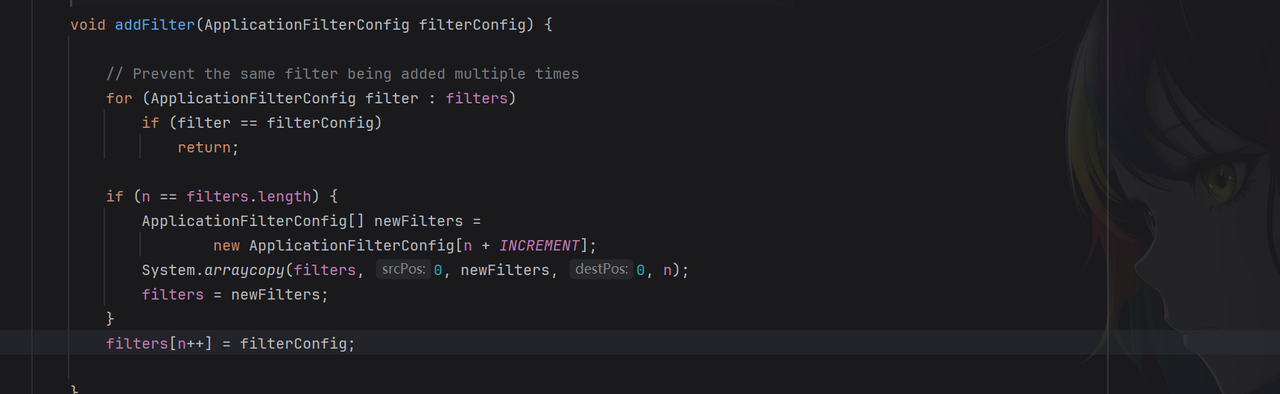 void addFilter(ApplicationFilterConfig filterConfig) {
// Prevent the same filter being added multiple times
for (ApplicationFilterConfig filter : filters)
if (filter == filterConfig)
return;
if (n == filters.length) {
ApplicationFilterConfig[] newFilters =
new ApplicationFilterConfig[n + INCREMENT];
System.arraycopy(filters, srcPos: 0, newFilters, destPos: 0, n);
filters = newFilters;
}
filters[n++] = filterConfig;
}